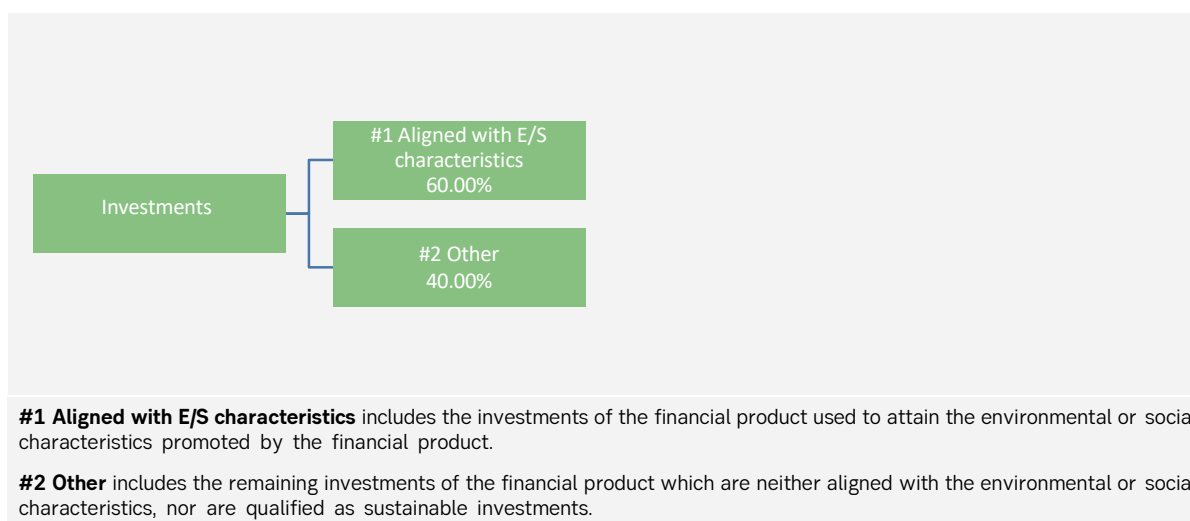 Investments
#1 Aligned with E/S
characteristics
60.00%
#2 Other
40.00%
#1 Aligned with E/S characteristics includes the investments of the financial product used to attain the environmental or socia
characteristics promoted by the financial product.
#2 Other includes the remaining investments of the financial product which are neither aligned with the environmental or socia
characteristics, nor are qualified as sustainable investments.